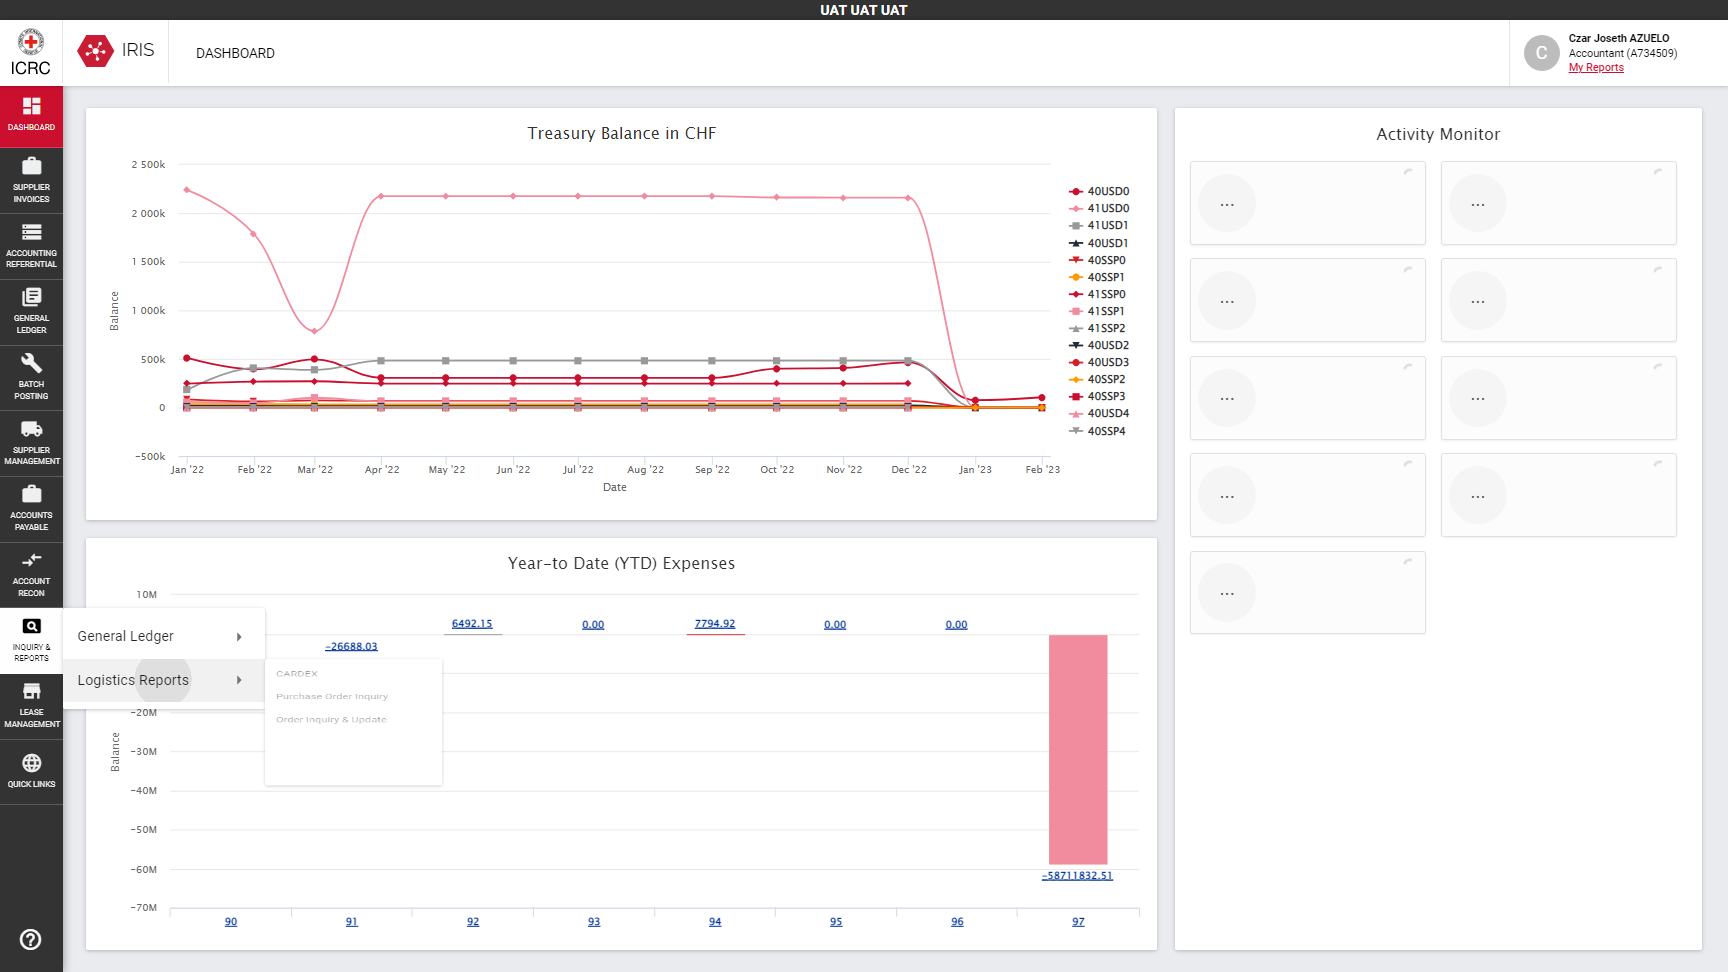 UAT UAT UAT
ICRC
IRIS
DASHBOARD
C
Czar Joseth AZUELO
Accountant (A734509)
My Reports
DASHBOARD
SUPPLIER
INVOICES
ACCOUNTING
REFERENTIAL
GENERAL
LEDGER
BATCH
POSTING
SUPPLIER
MANAGEMENT
ACCOUNTS
PAYABLE
ACCOUNT
RECON
INQUIRY &
REPORTS
LEASE
MANAGEMENT
QUICK LINKS
General Ledger
Logistics Reports
CARDEX
Purchase Order Inquiry
Order Inquiry & Update
Treasury Balance in CHF
Balance
2 500k
2 000k
1 500k
1 000k
500k
0
-500k
Jan '22
Feb '22
Mar '22
Apr '22
May '22
Jun '22
Jul '22
Aug '22
Sep '22
Oct '22
Nov '22
Dec '22
Jan '23
Feb '23
Date
40USD0
41USD0
41USD1
40USD1
40SSP0
40SSP1
41SSP0
41SSP1
41SSP2
40USD2
40USD3
40SSP2
40SSP3
40USD4
40SSP4
Year-to Date (YTD) Expenses
Balance
10M
-20M
-30M
-40M
-50M
-60M
-70M
-26688.03
6492.15
0.00
7794.92
0.00
0.00
-58711832.51
90
91
92
93
94
95
96
97
Activity Monitor
...
...
...
...
...
...
...
...
...